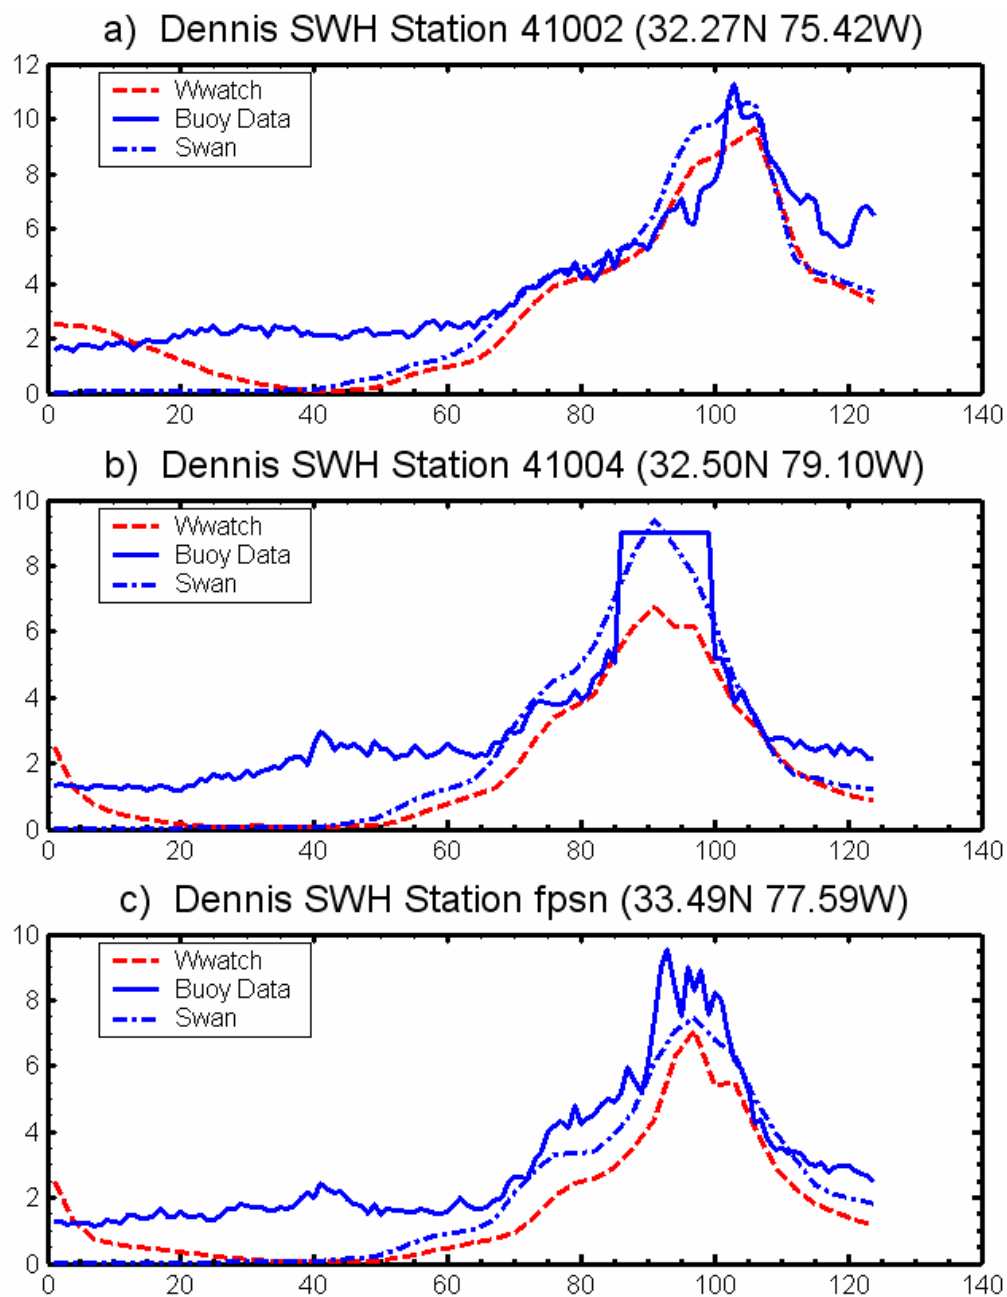 a) Dennis SWH Station 41002 (32.27N 75.42W)
12
10
8
6
4
2
0
Wwatch
Buoy Data
Swan
0 20 40 60 80 100 120 140
b) Dennis SWH Station 41004 (32.50N 79.10W)
10
8
6
4
2
0
Wwatch
Buoy Data
Swan
0 20 40 60 80 100 120 140
c) Dennis SWH Station fpsn (33.49N 77.59W)
10
8
6
4
2
0
Wwatch
Buoy Data
Swan
0 20 40 60 80 100 120 140